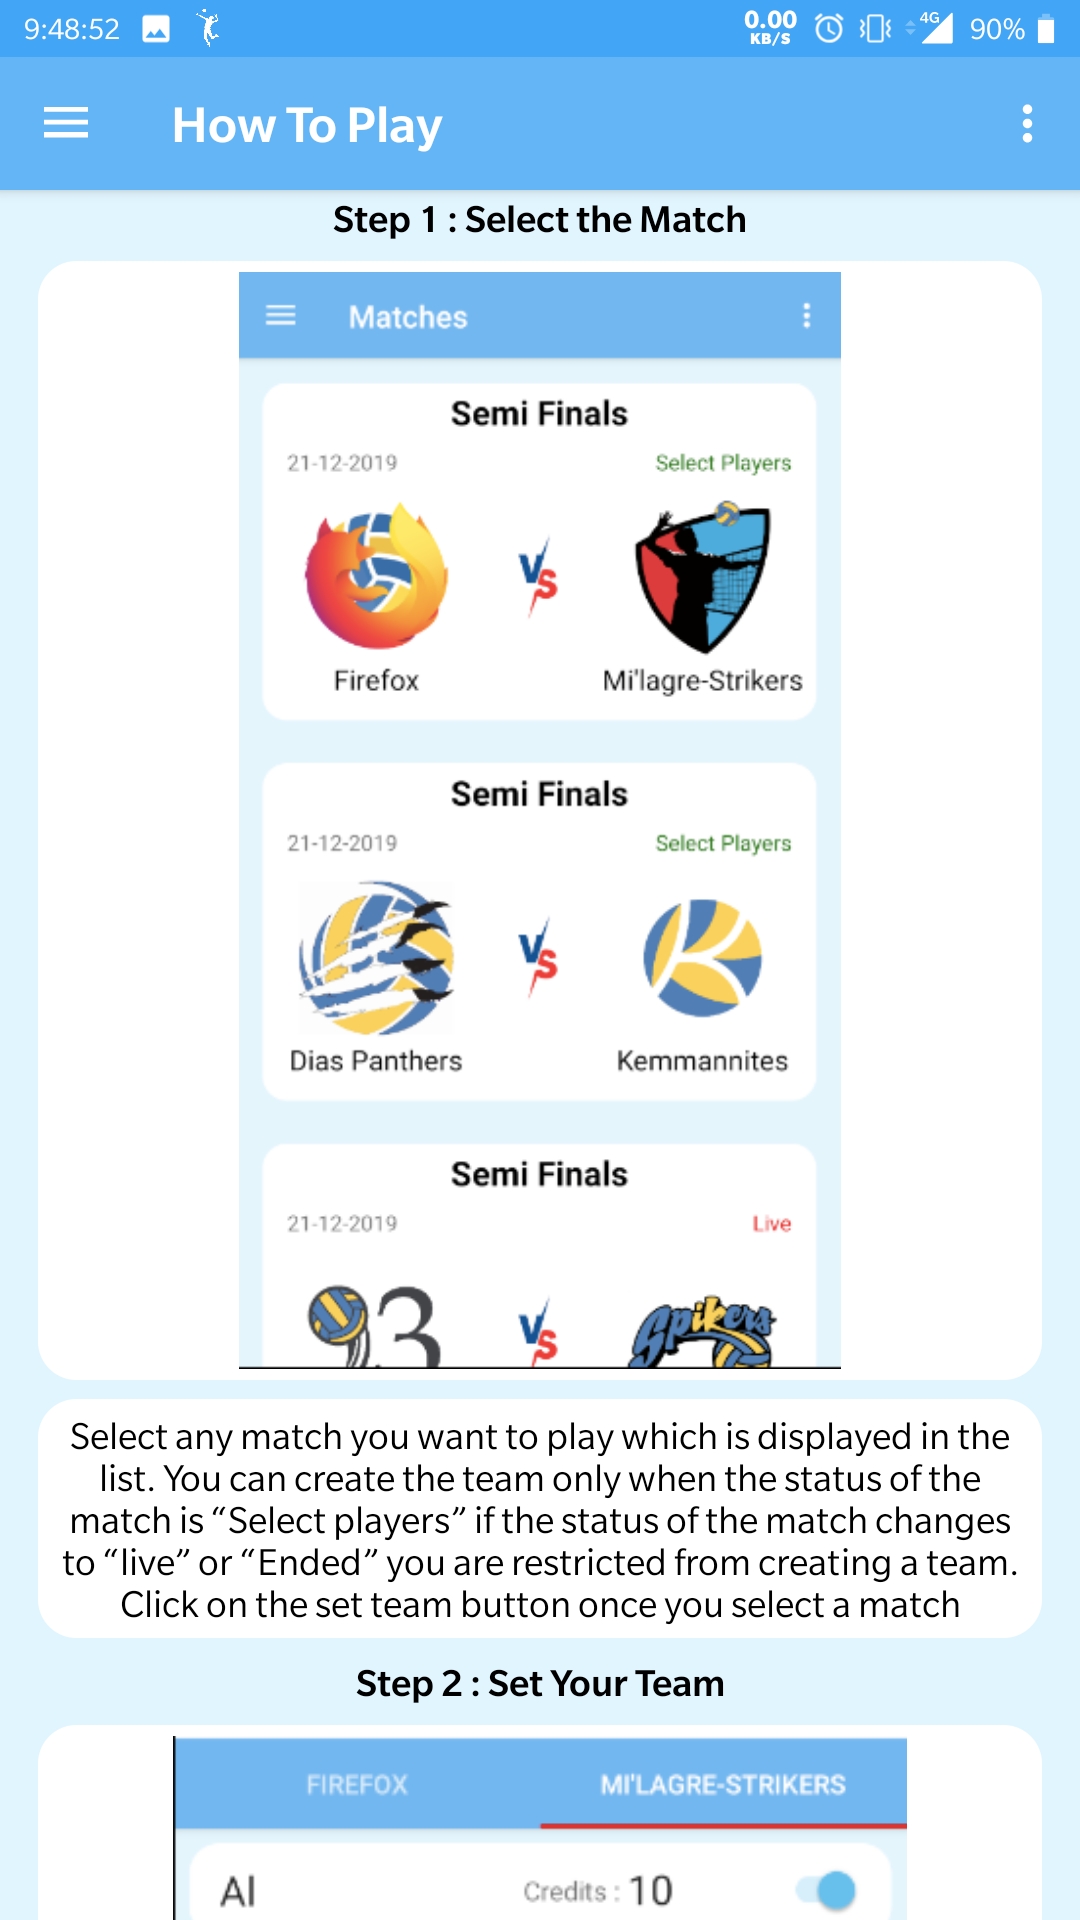 9:48:52
0.00
KB/S
4G
90%
How To Play
Step 1 : Select the Match
Matches
Semi Finals
21-12-2019 Select Players
VS
Firefox Mi'lagre-Strikers
Semi Finals
21-12-2019 Select Players
VS
K
Dias Panthers Kemmannites
Semi Finals
21-12-2019 Live
93 VS Spikers
Select any match you want to play which is displayed in the
list. You can create the team only when the status of the
match is “Select players” if the status of the match changes
to “live” or “Ended” you are restricted from creating a team.
Click on the set team button once you select a match
Step 2 : Set Your Team
FIREFOX MI'LAGRE-STRIKERS
Al Credits : 10